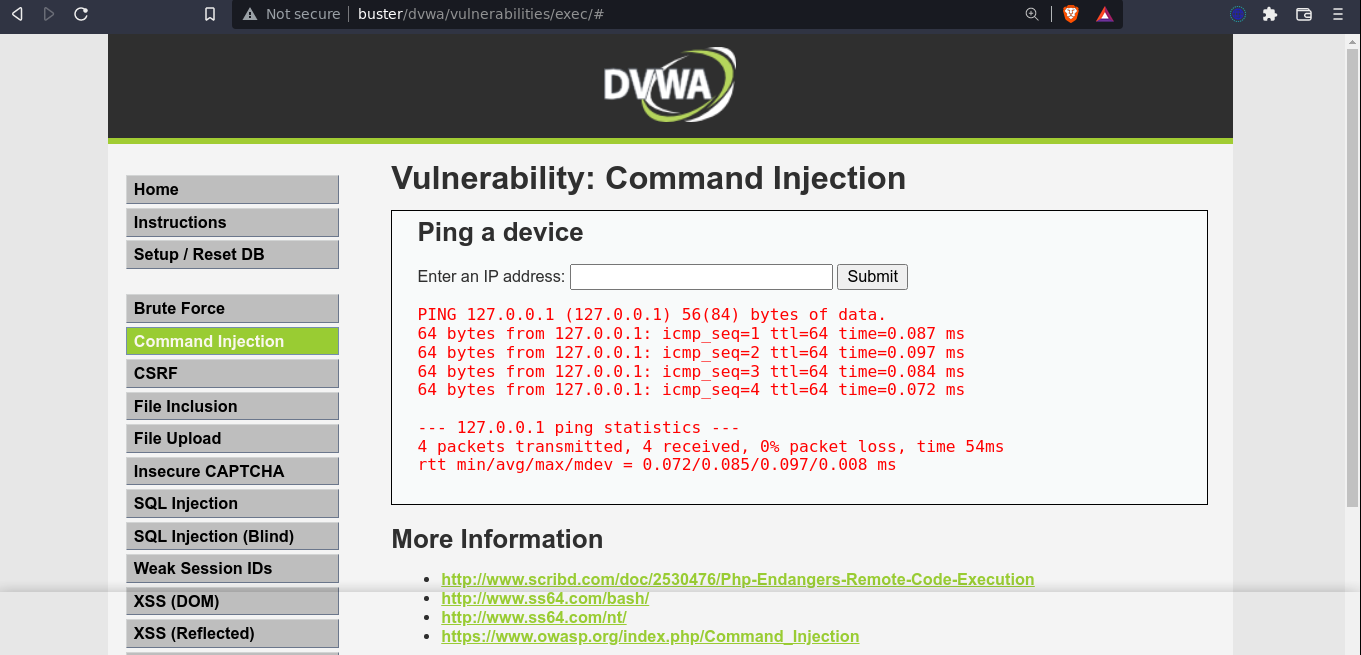 Not secure buster/dvwa/vulnerabilities/exec/#
DVWA
Home
Instructions
Setup / Reset DB
Brute Force
Command Injection
CSRF
File Inclusion
File Upload
Insecure CAPTCHA
SQL Injection
SQL Injection (Blind)
Weak Session IDs
XSS (DOM)
XSS (Reflected)
Vulnerability: Command Injection
Ping a device
Enter an IP address: Submit
PING 127.0.0.1 (127.0.0.1) 56(84) bytes of data.
64 bytes from 127.0.0.1: icmp_seq=1 ttl=64 time=0.087 ms
64 bytes from 127.0.0.1: icmp_seq=2 ttl=64 time=0.097 ms
64 bytes from 127.0.0.1: icmp_seq=3 ttl=64 time=0.084 ms
64 bytes from 127.0.0.1: icmp_seq=4 ttl=64 time=0.072 ms
--- 127.0.0.1 ping statistics ---
4 packets transmitted, 4 received, 0% packet loss, time 54ms
rtt min/avg/max/mdev = 0.072/0.085/0.097/0.008 ms
More Information
http://www.scribd.com/doc/2530476/Php-Endangers-Remote-Code-Execution
http://www.ss64.com/bash/
http://www.ss64.com/nt/
https://www.owasp.org/index.php/Command_Injection